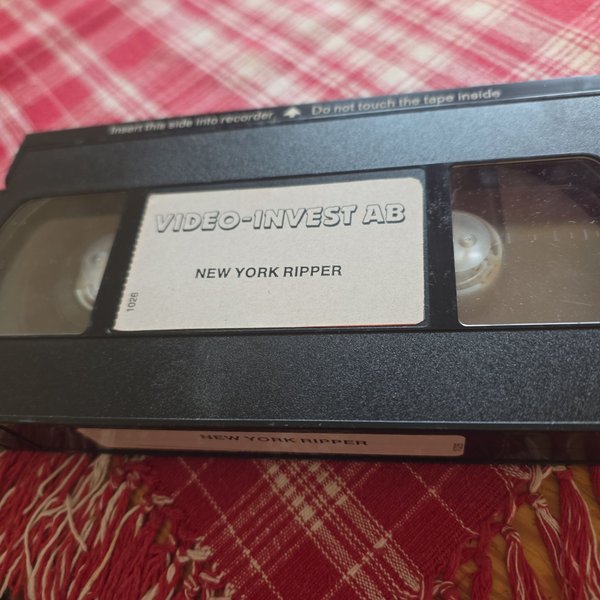 Insert this side into recorder Do not touch the tape inside
VIDEO-INVEST AB
NEW YORK RIPPER
1026
NEW YORK RIPPER